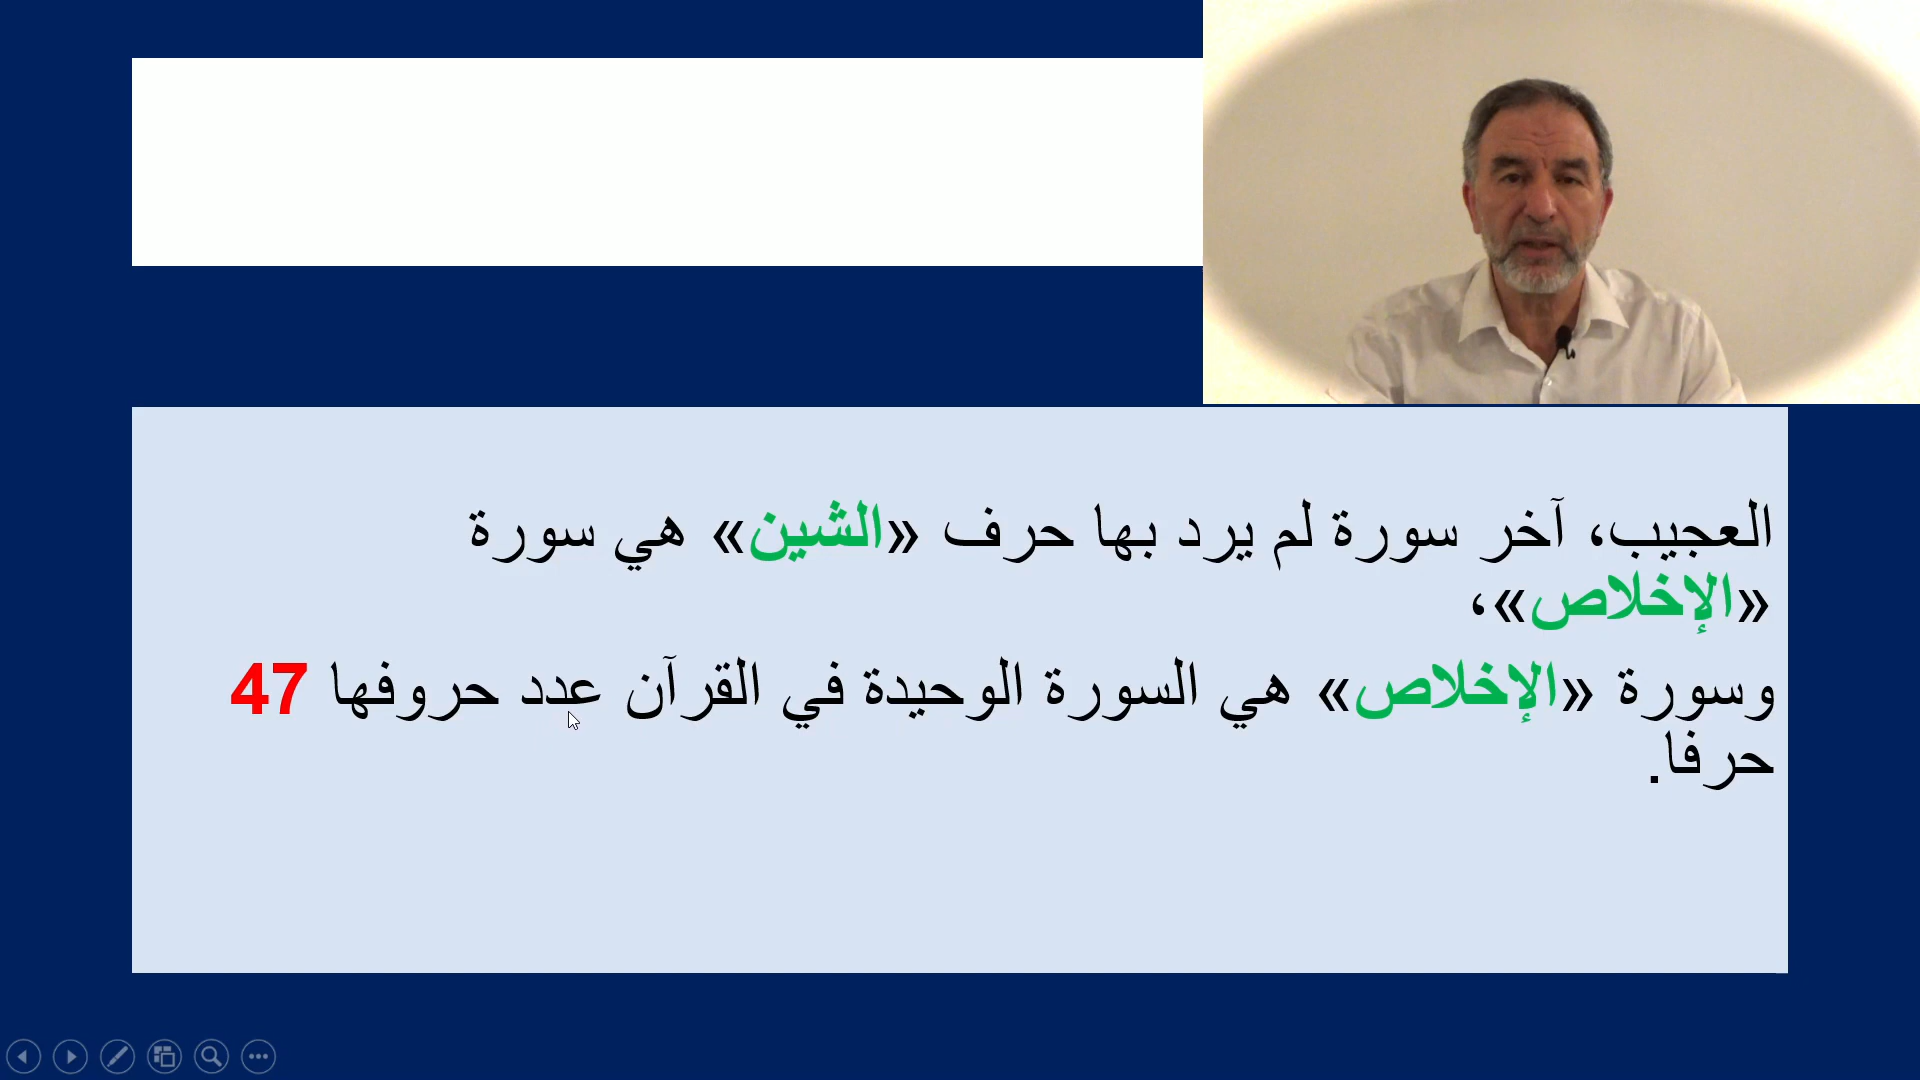 العجيب، آخر سورة لم يرد بها حرف «الشين» هي سورة
«الإخلاص»،
وسورة «الإخلاص» هي السورة الوحيدة في القرآن عدد حروفها 47
حرفا.